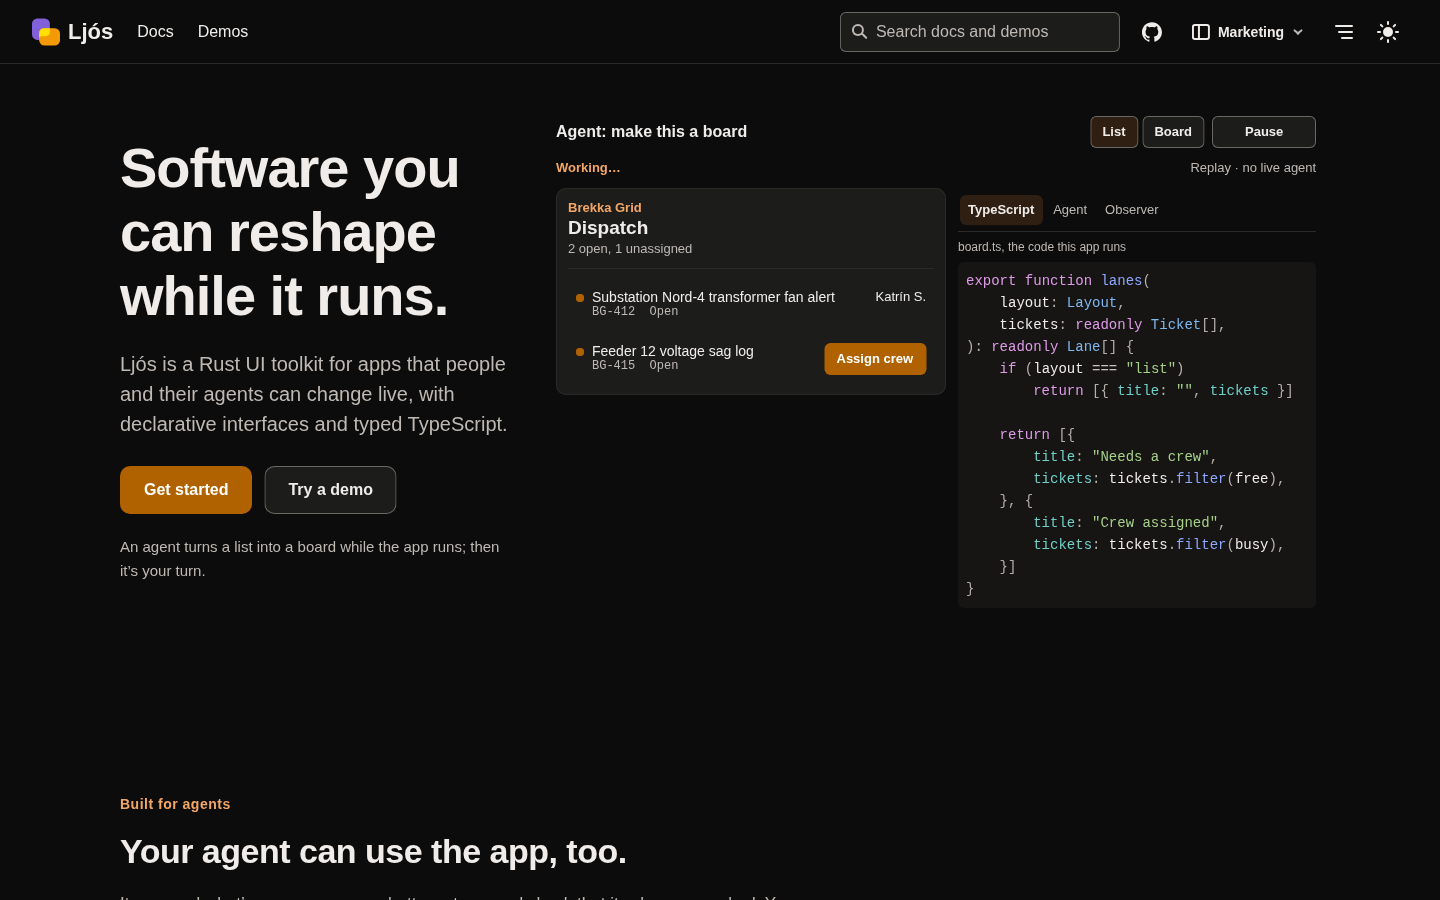 Ljós Docs Demos Search docs and demos Marketing
Software you
can reshape
while it runs.
Ljós is a Rust UI toolkit for apps that people
and their agents can change live, with
declarative interfaces and typed TypeScript.
Get started Try a demo
An agent turns a list into a board while the app runs; then
it’s your turn.
Agent: make this a board List Board Pause
Working… Replay · no live agent
Brekka Grid
Dispatch
2 open, 1 unassigned
Substation Nord-4 transformer fan alert Katrín S.
BG-412 Open
Feeder 12 voltage sag log Assign crew
BG-415 Open
TypeScript Agent Observer
board.ts, the code this app runs
export function lanes(
    layout: Layout,
    tickets: readonly Ticket[],
): readonly Lane[] {
    if (layout === "list")
        return [{ title: "", tickets }]
    return [{
        title: "Needs a crew",
        tickets: tickets.filter(free),
    }, {
        title: "Crew assigned",
        tickets: tickets.filter(busy),
    }]
}
Built for agents
Your agent can use the app, too.